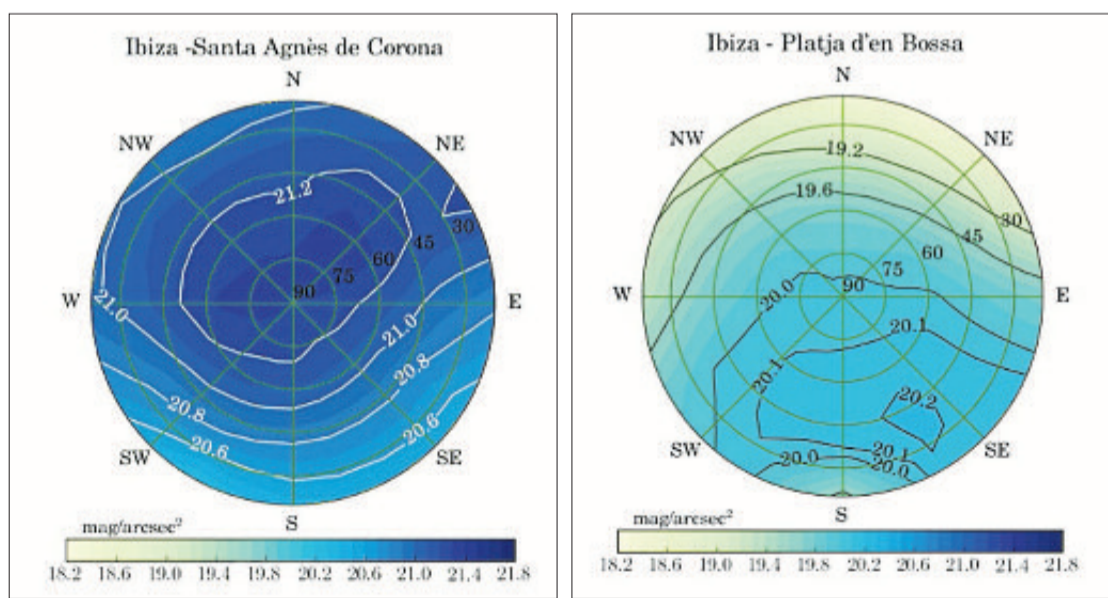 Ibiza -Santa Agnès de Corona
N
NW
NE
21.2
30
45
60
75
90
W
E
21.0
21.0
20.8
20.8
20.6
20.6
SW
SE
S
mag/arcsec²
18.2 18.6 19.0 19.4 19.8 20.2 20.6 21.0 21.4 21.8
Ibiza - Platja d'en Bossa
N
NW
NE
19.2
19.6
30
45
60
75
90
W
E
20.0
20.1
20.1
20.2
20.1
20.0
20.0
SW
SE
S
mag/arcsec²
18.2 18.6 19.0 19.4 19.8 20.2 20.6 21.0 21.4 21.8